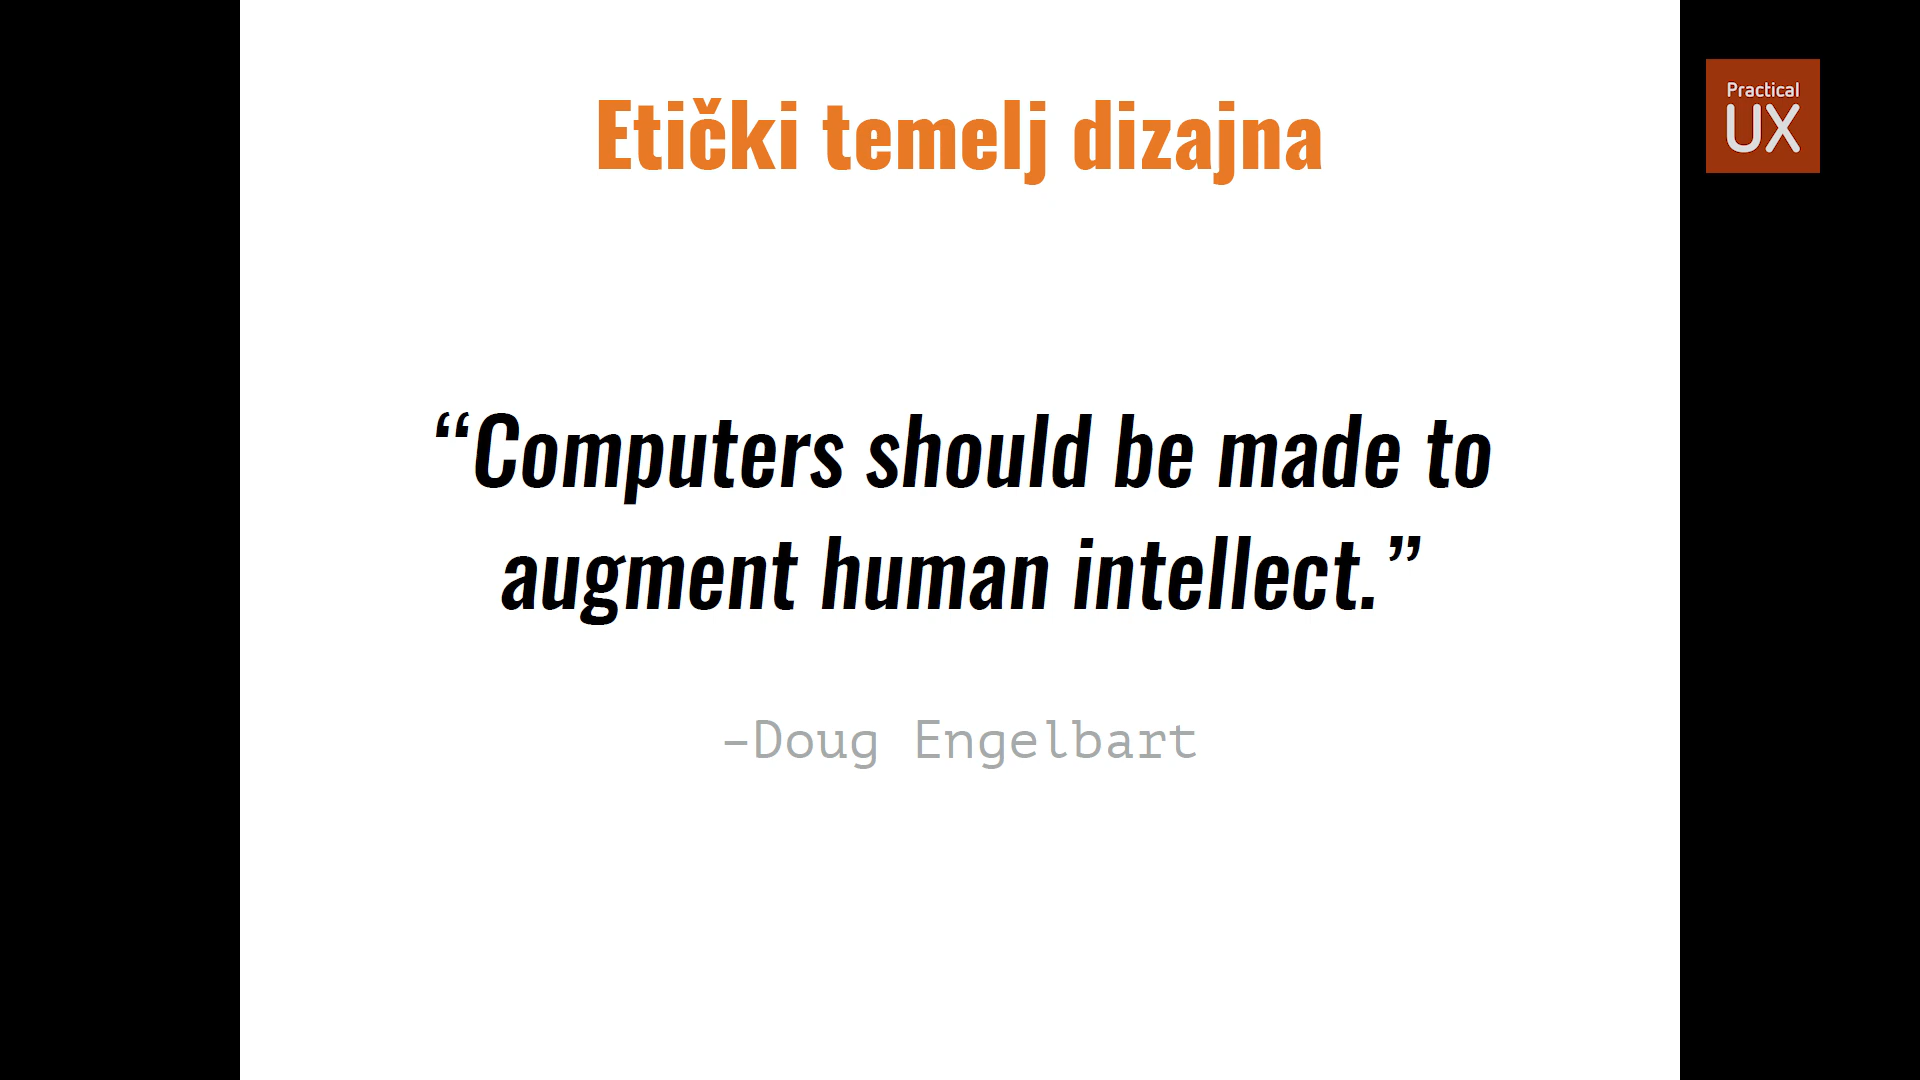 Etički temelj dizajna
Practical
UX
“Computers should be made to
augment human intellect.”
–Doug Engelbart